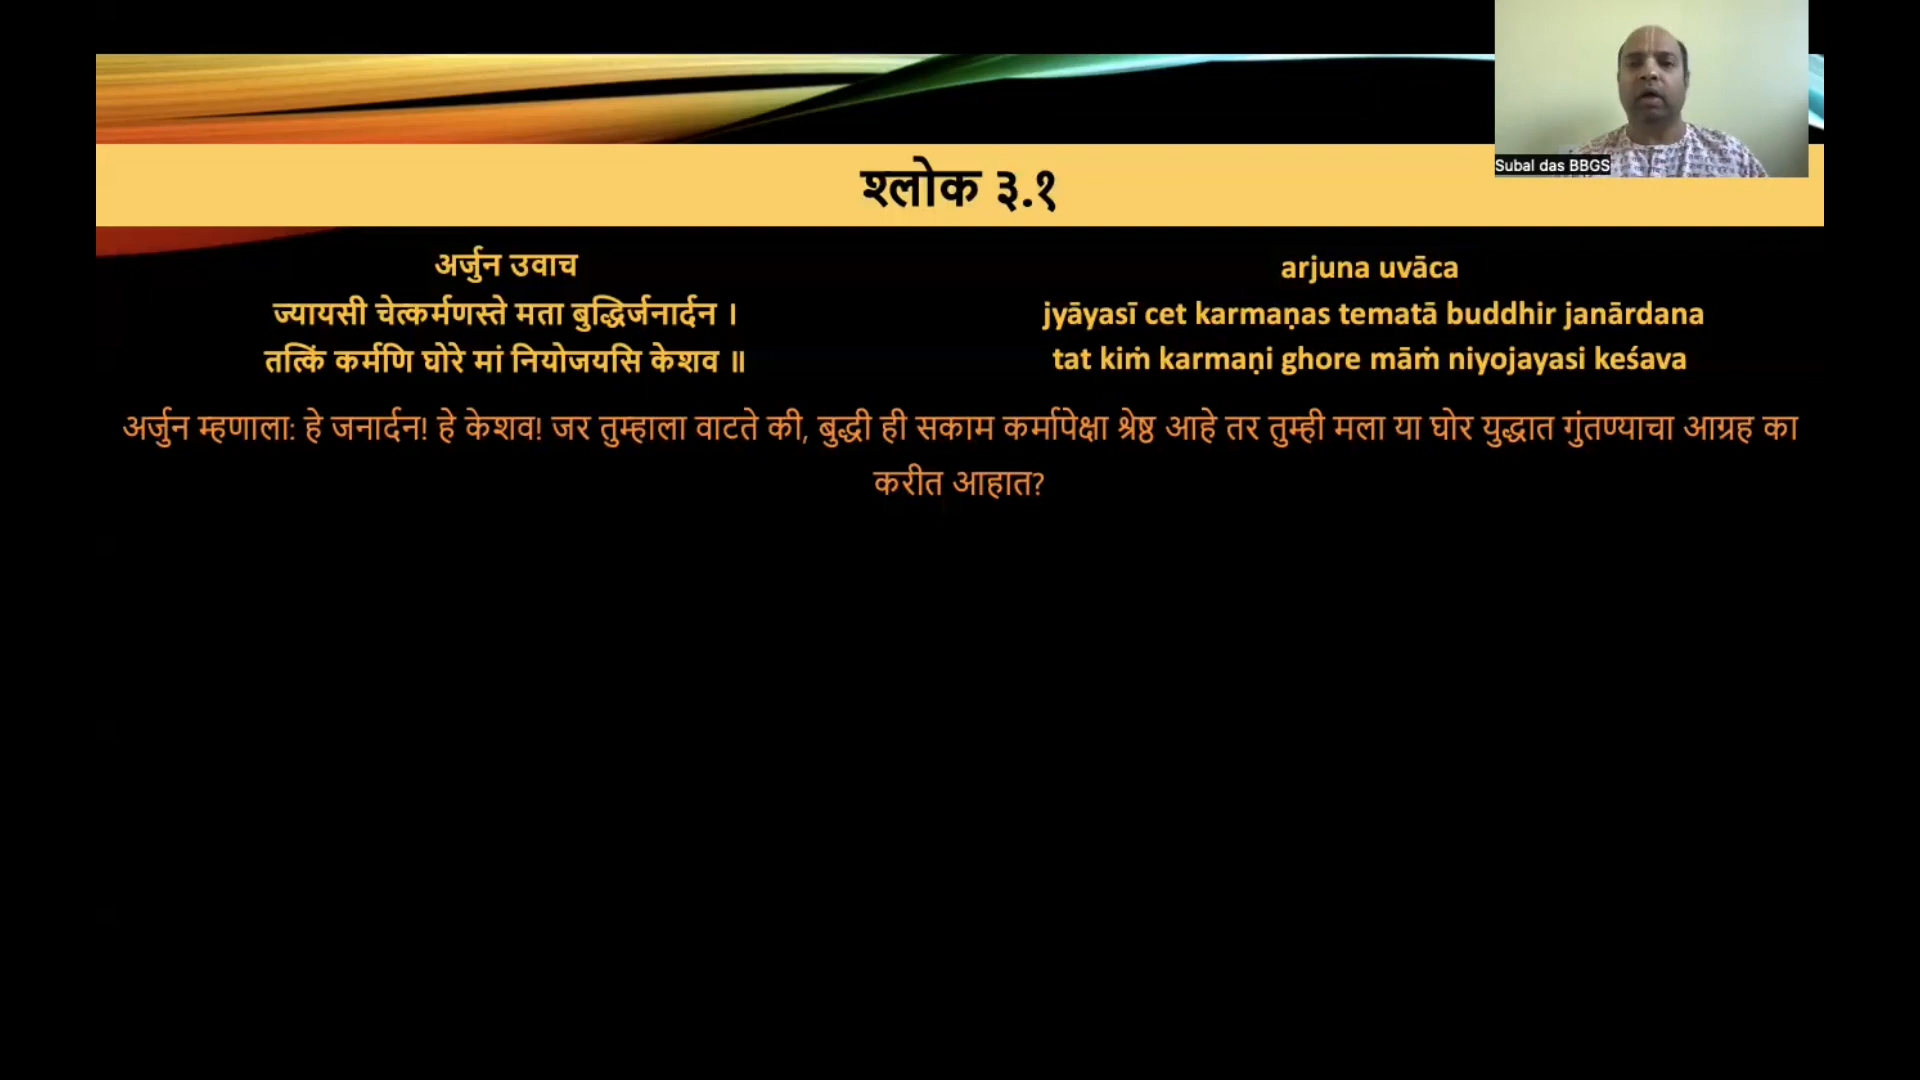 Subal das BBGS
श्लोक ३.१
अर्जुन उवाच
ज्यायसी चेत्कर्मणस्ते मता बुद्धिर्जनार्दन ।
तत्किं कर्मणि घोरे मां नियोजयसि केशव ॥
arjuna uvāca
jyāyasī cet karmaṇas tematā buddhir janārdana
tat kiṁ karmaṇi ghore māṁ niyojayasi keśava
अर्जुन म्हणाला: हे जनार्दन! हे केशव! जर तुम्हाला वाटते की, बुद्धी ही सकाम कर्मापेक्षा श्रेष्ठ आहे तर तुम्ही मला या घोर युद्धात गुंतण्याचा आग्रह का
करीत आहात?